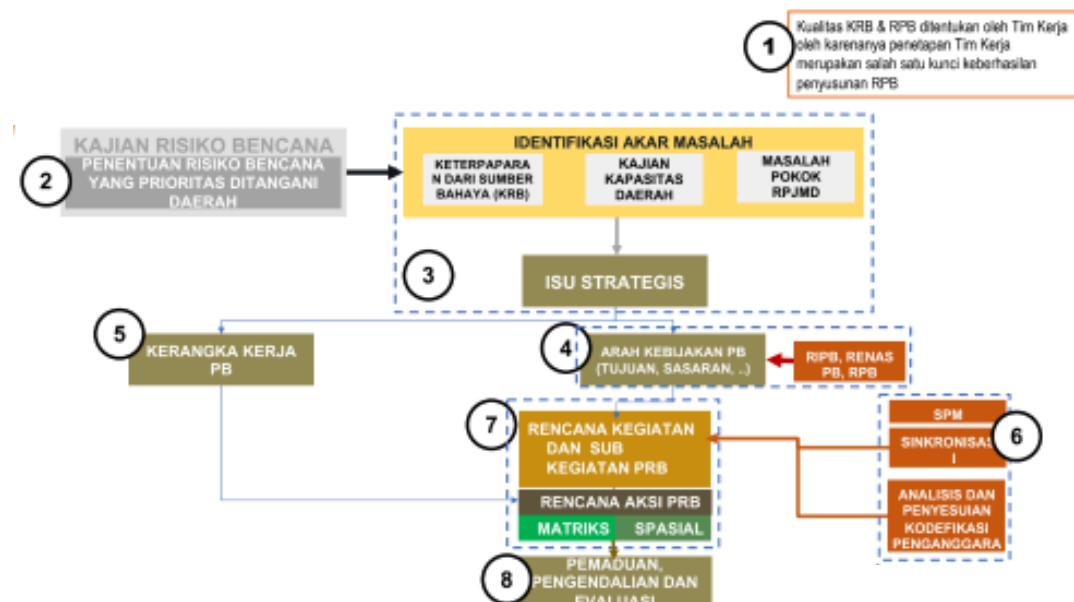 1
Kualitas KRB & RPB ditentukan oleh Tim Kerja
oleh karenanya penetapan Tim Kerja
merupakan salah satu kunci keberhasilan
penyusunan RPB
KAJIAN RISIKO BENCANA
2
PENENTUAN RISIKO BENCANA
YANG PRIORITAS DITANGANI
DAERAH
IDENTIFIKASI AKAR MASALAH
KETERPAPARA
N DARI SUMBER
BAHAYA (KRB)
KAJIAN
KAPASITAS
DAERAH
MASALAH
POKOK
RPJMD
3
ISU STRATEGIS
5
KERANGKA KERJA
PB
4
ARAH KEBIJAKAN PB
(TUJUAN, SASARAN, ..)
RIPB, RENAS
PB, RPB
7
RENCANA KEGIATAN
DAN SUB
KEGIATAN PRB
RENCANA AKSI PRB
MATRIKS
SPASIAL
6
SPM
SINKRONISAS
I
ANALISIS DAN
PENYESUIAN
KODEFIKASI
PENGANGGARA
8
PEMADUAN,
PENGENDALIAN DAN
EVALUASI